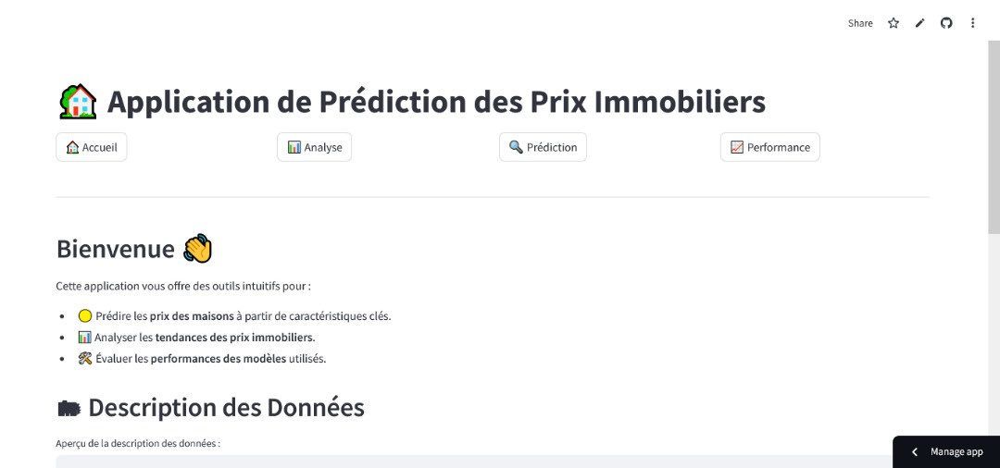 Share
Application de Prédiction des Prix Immobiliers
Accueil
Analyse
Prédiction
Performance
Bienvenue
Cette application vous offre des outils intuitifs pour :
Prédire les prix des maisons à partir de caractéristiques clés.
Analyser les tendances des prix immobiliers.
Évaluer les performances des modèles utilisés.
Description des Données
Aperçu de la description des données :
Manage app